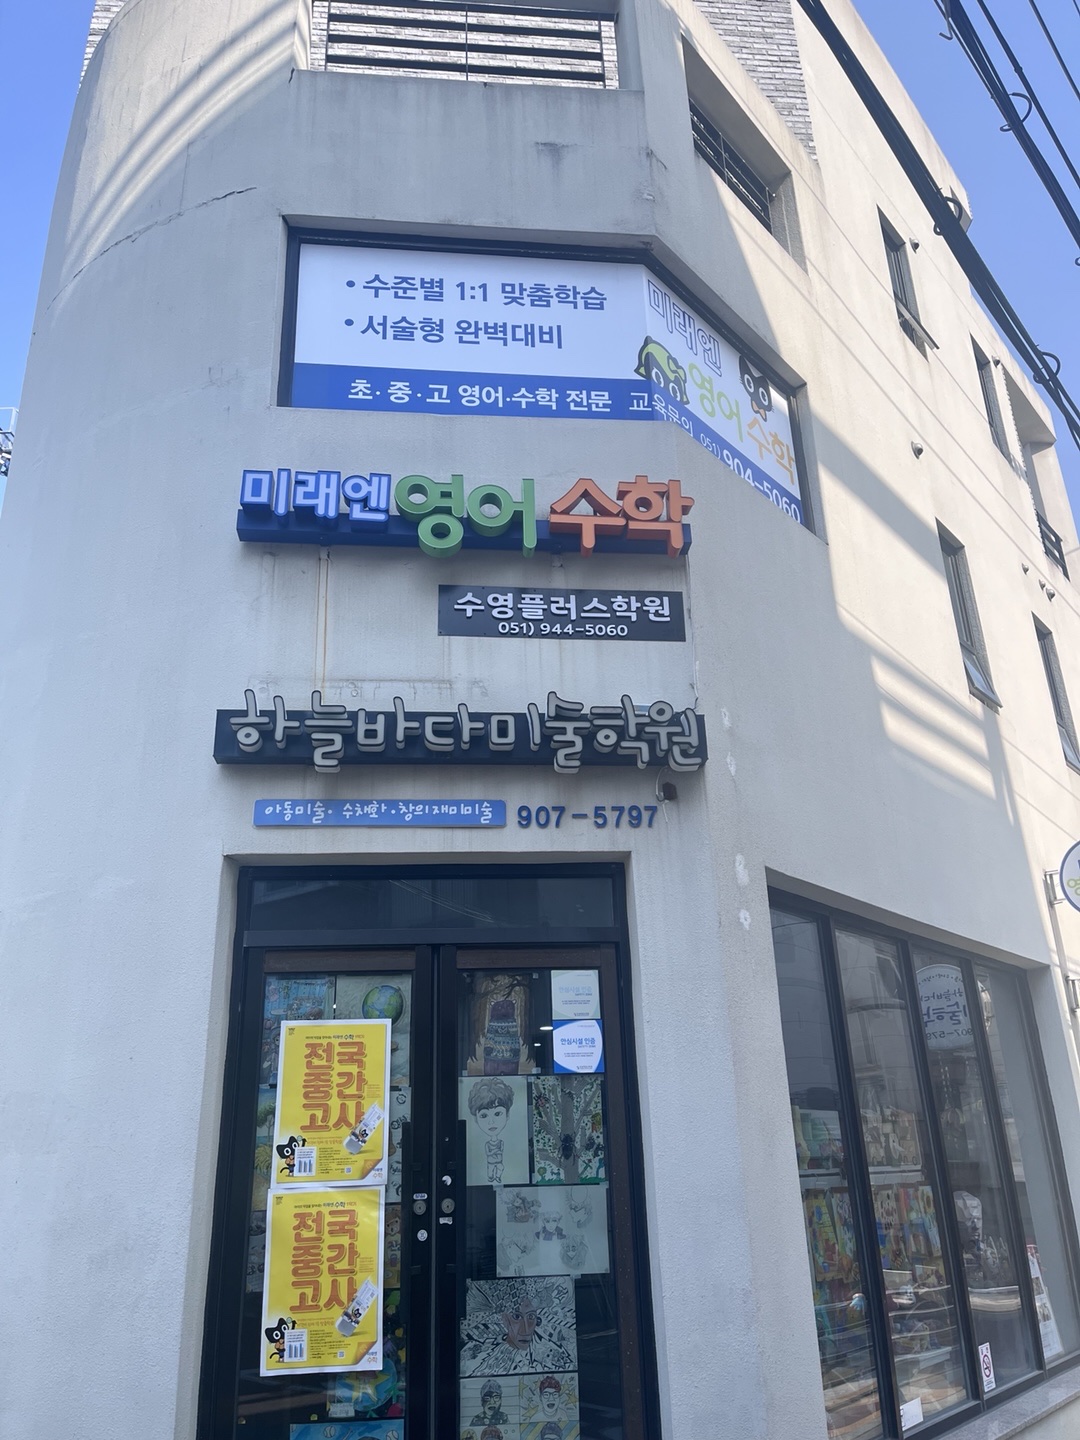 • 수준별 1:1 맞춤학습
• 서술형 완벽대비
초·중·고 영어·수학 전문 교육문의 051) 904-5060
미래엔
영어수학
미래엔 영어 수학
수영플러스학원
051) 944-5060
하늘바다미술학원
아동미술·수채화·창의재미미술 907-5797
안심시설 인증
전국
중간
고사
전국
중간
고사